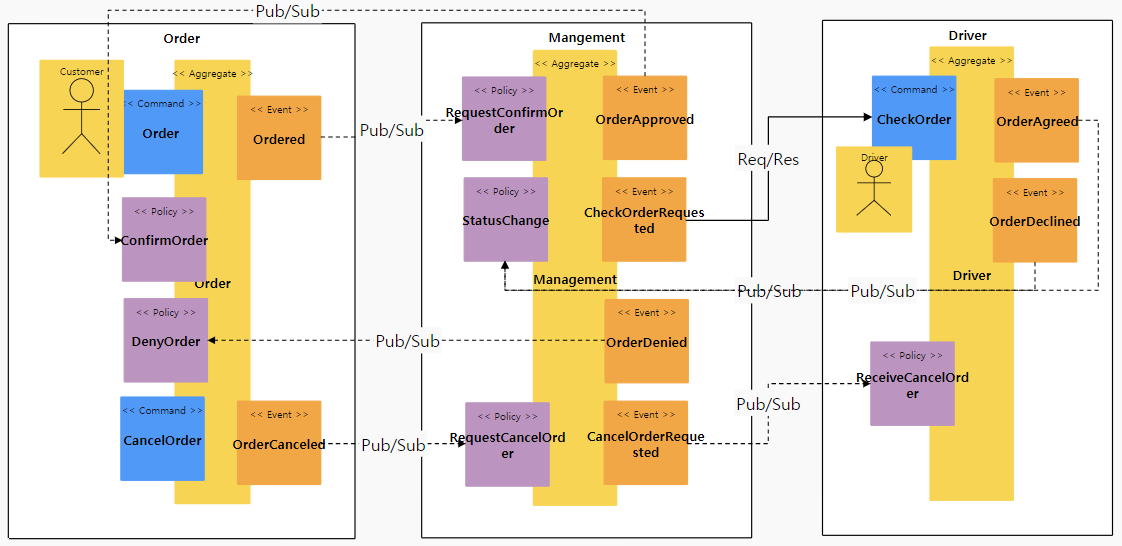 Pub/Sub
Order
Customer
<< Aggregate >>
<< Command >>
Order
<< Event >>
Ordered
<< Policy >>
ConfirmOrder
Order
<< Policy >>
DenyOrder
<< Command >>
CancelOrder
<< Event >>
OrderCanceled
Pub/Sub
Pub/Sub
Pub/Sub
Mangement
<< Aggregate >>
<< Policy >>
RequestConfirmOr
der
<< Event >>
OrderApproved
<< Policy >>
StatusChange
<< Event >>
CheckOrderReques
ted
Management
<< Event >>
OrderDenied
<< Policy >>
RequestCancelOrd
er
<< Event >>
CancelOrderReque
sted
Req/Res
Pub/Sub
Pub/Sub
Pub/Sub
Driver
<< Aggregate >>
<< Command >>
CheckOrder
Driver
<< Event >>
OrderAgreed
<< Event >>
OrderDeclined
Driver
<< Policy >>
ReceiveCancelOrd
er